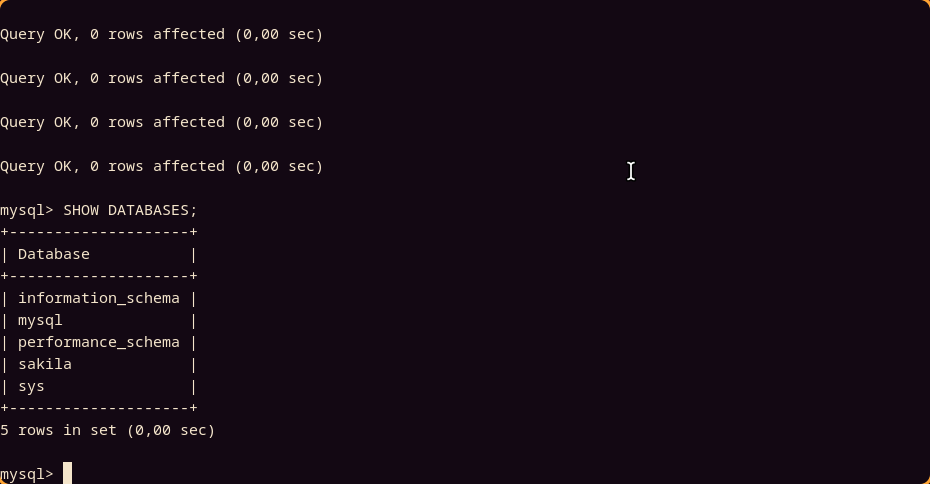 Query OK, 0 rows affected (0,00 sec)
Query OK, 0 rows affected (0,00 sec)
Query OK, 0 rows affected (0,00 sec)
Query OK, 0 rows affected (0,00 sec)
mysql> SHOW DATABASES;
+--------------------+
| Database           |
+--------------------+
| information_schema |
| mysql              |
| performance_schema |
| sakila             |
| sys                |
+--------------------+
5 rows in set (0,00 sec)
mysql>